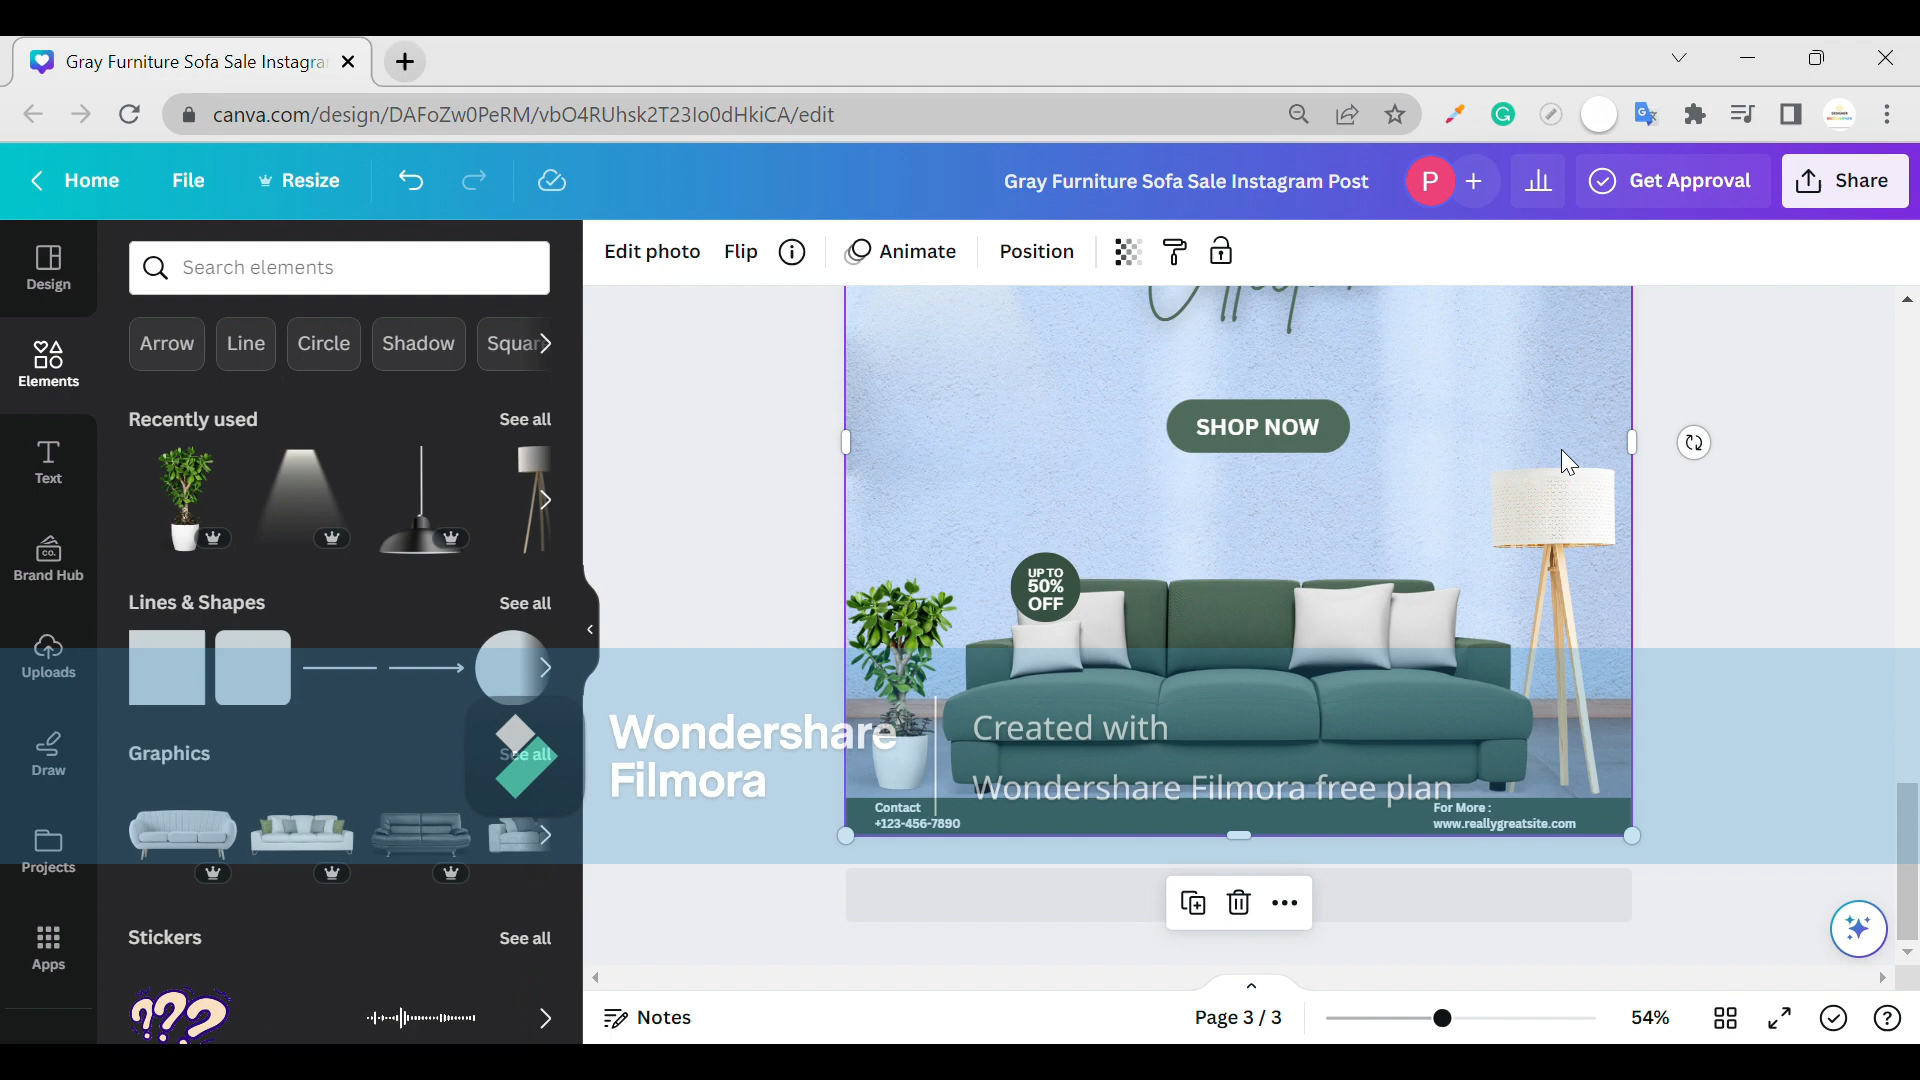 Gray Furniture Sofa Sale Instagra
canva.com/design/DAFoZw0PeRM/vbO4RUhsk2T23Io0dHkiCA/edit
Home
File
Resize
Gray Furniture Sofa Sale Instagram Post
P
Get Approval
Share
Design
Elements
Text
Brand Hub
Uploads
Draw
Projects
Apps
Search elements
Arrow
Line
Circle
Shadow
Squar
Recently used
See all
Lines & Shapes
See all
Graphics
See all
Stickers
See all
???
Edit photo
Flip
Animate
Position
SHOP NOW
UP TO
50%
OFF
Wondershare
Filmora
Created with
Wondershare Filmora free plan
Contact
+123-456-7890
For More :
www.reallygreatsite.com
Notes
Page 3 / 3
54%